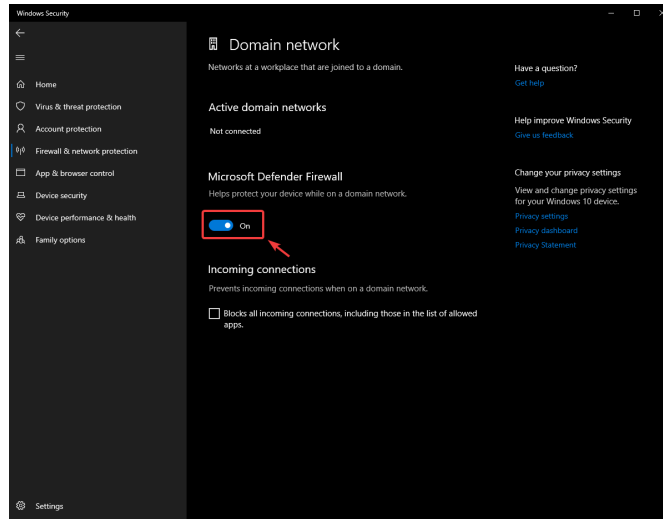 Windows Security
Home
Virus & threat protection
Account protection
Firewall & network protection
App & browser control
Device security
Device performance & health
Family options
Settings
Domain network
Networks at a workplace that are joined to a domain.
Active domain networks
Not connected
Microsoft Defender Firewall
Helps protect your device while on a domain network.
On
Incoming connections
Prevents incoming connections when on a domain network.
Blocks all incoming connections, including those in the list of allowed
apps.
Have a question?
Get help
Help improve Windows Security
Give us feedback
Change your privacy settings
View and change privacy settings
for your Windows 10 device.
Privacy settings
Privacy dashboard
Privacy Statement